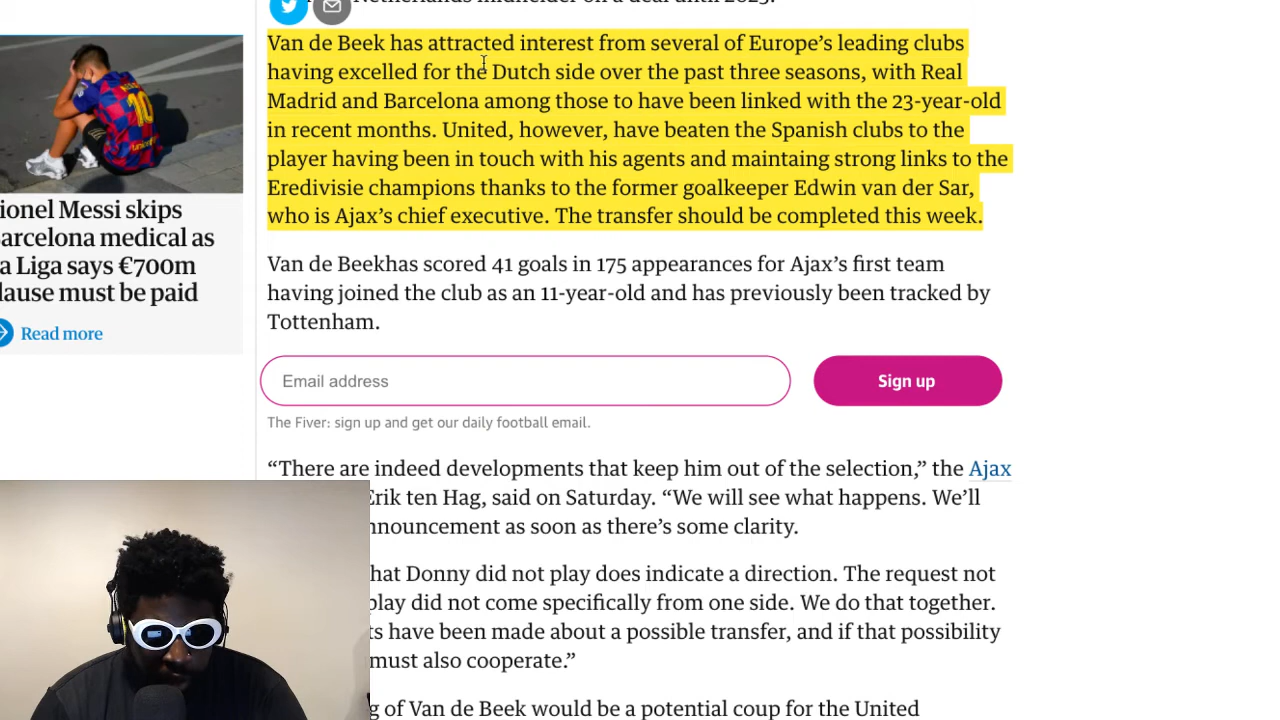 Netherlands midfielder on a deal until 2025.
Van de Beek has attracted interest from several of Europe’s leading clubs
having excelled for the Dutch side over the past three seasons, with Real
Madrid and Barcelona among those to have been linked with the 23-year-old
in recent months. United, however, have beaten the Spanish clubs to the
player having been in touch with his agents and maintaing strong links to the
Eredivisie champions thanks to the former goalkeeper Edwin van der Sar,
who is Ajax’s chief executive. The transfer should be completed this week.
ionel Messi skips
arcelona medical as
a Liga says €700m
lause must be paid
Read more
Van de Beekhas scored 41 goals in 175 appearances for Ajax’s first team
having joined the club as an 11-year-old and has previously been tracked by
Tottenham.
Email address
Sign up
The Fiver: sign up and get our daily football email.
“There are indeed developments that keep him out of the selection,” the Ajax
Erik ten Hag, said on Saturday. “We will see what happens. We’ll
nnouncement as soon as there’s some clarity.
hat Donny did not play does indicate a direction. The request not
play did not come specifically from one side. We do that together.
ts have been made about a possible transfer, and if that possibility
must also cooperate.”
g of Van de Beek would be a potential coup for the United